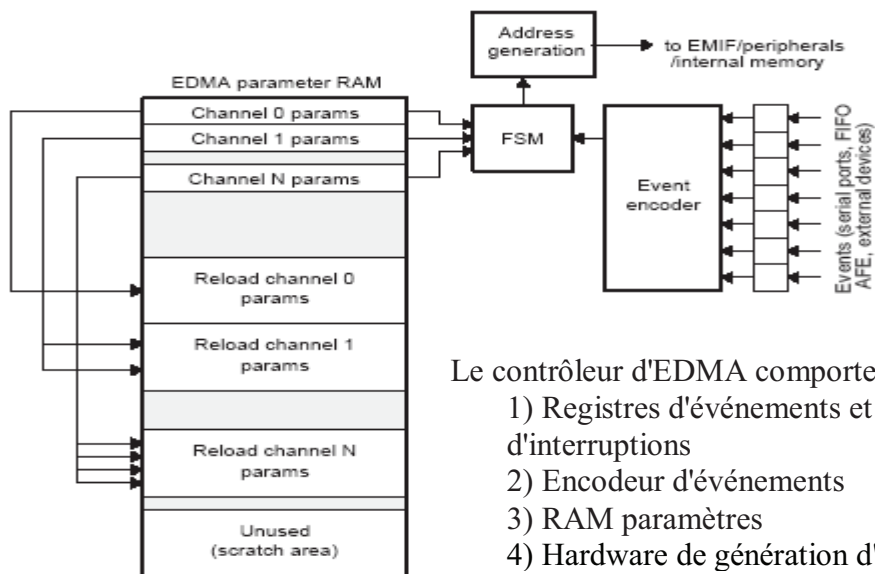 Address
generation
to EMIF/peripherals
/internal memory
EDMA parameter RAM
Channel 0 params
Channel 1 params
Channel N params
FSM
Event
encoder
Events (serial ports, FIFO
AFE, external devices)
Reload channel 0
params
Reload channel 1
params
Reload channel N
params
Unused
(scratch area)
Le contrôleur d'EDMA comporte
1) Registres d'événements et
d'interruptions
2) Encodeur d'événements
3) RAM paramètres
4) Hardware de génération d'